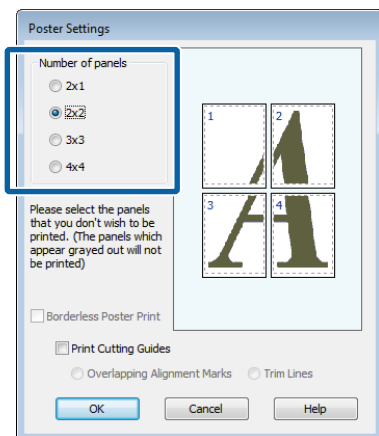 Poster Settings
Number of panels
2x1
2x2
3x3
4x4
1
2
3
4
Please select the panels
that you don't wish to be
printed. (The panels which
appear grayed out will not
be printed)
Borderless Poster Print
Print Cutting Guides
Overlapping Alignment Marks
Trim Lines
OK
Cancel
Help